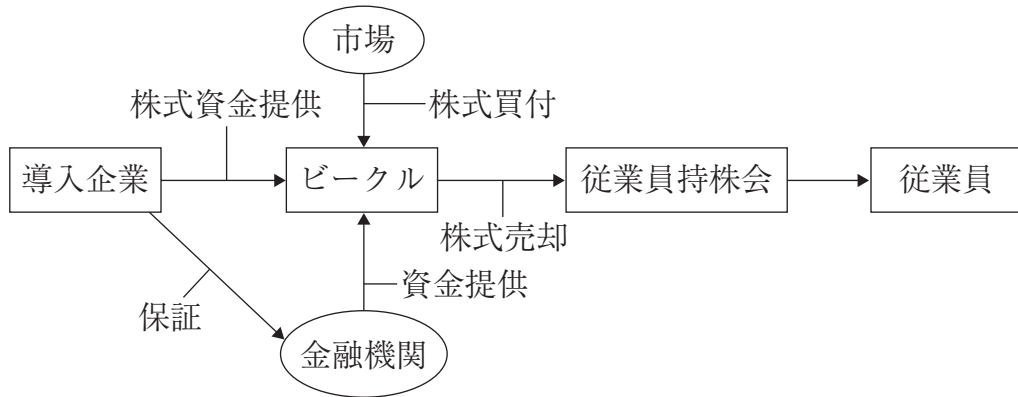 市場
株式資金提供
株式買付
導入企業
ビークル
従業員持株会
従業員
株式売却
資金提供
保証
金融機関